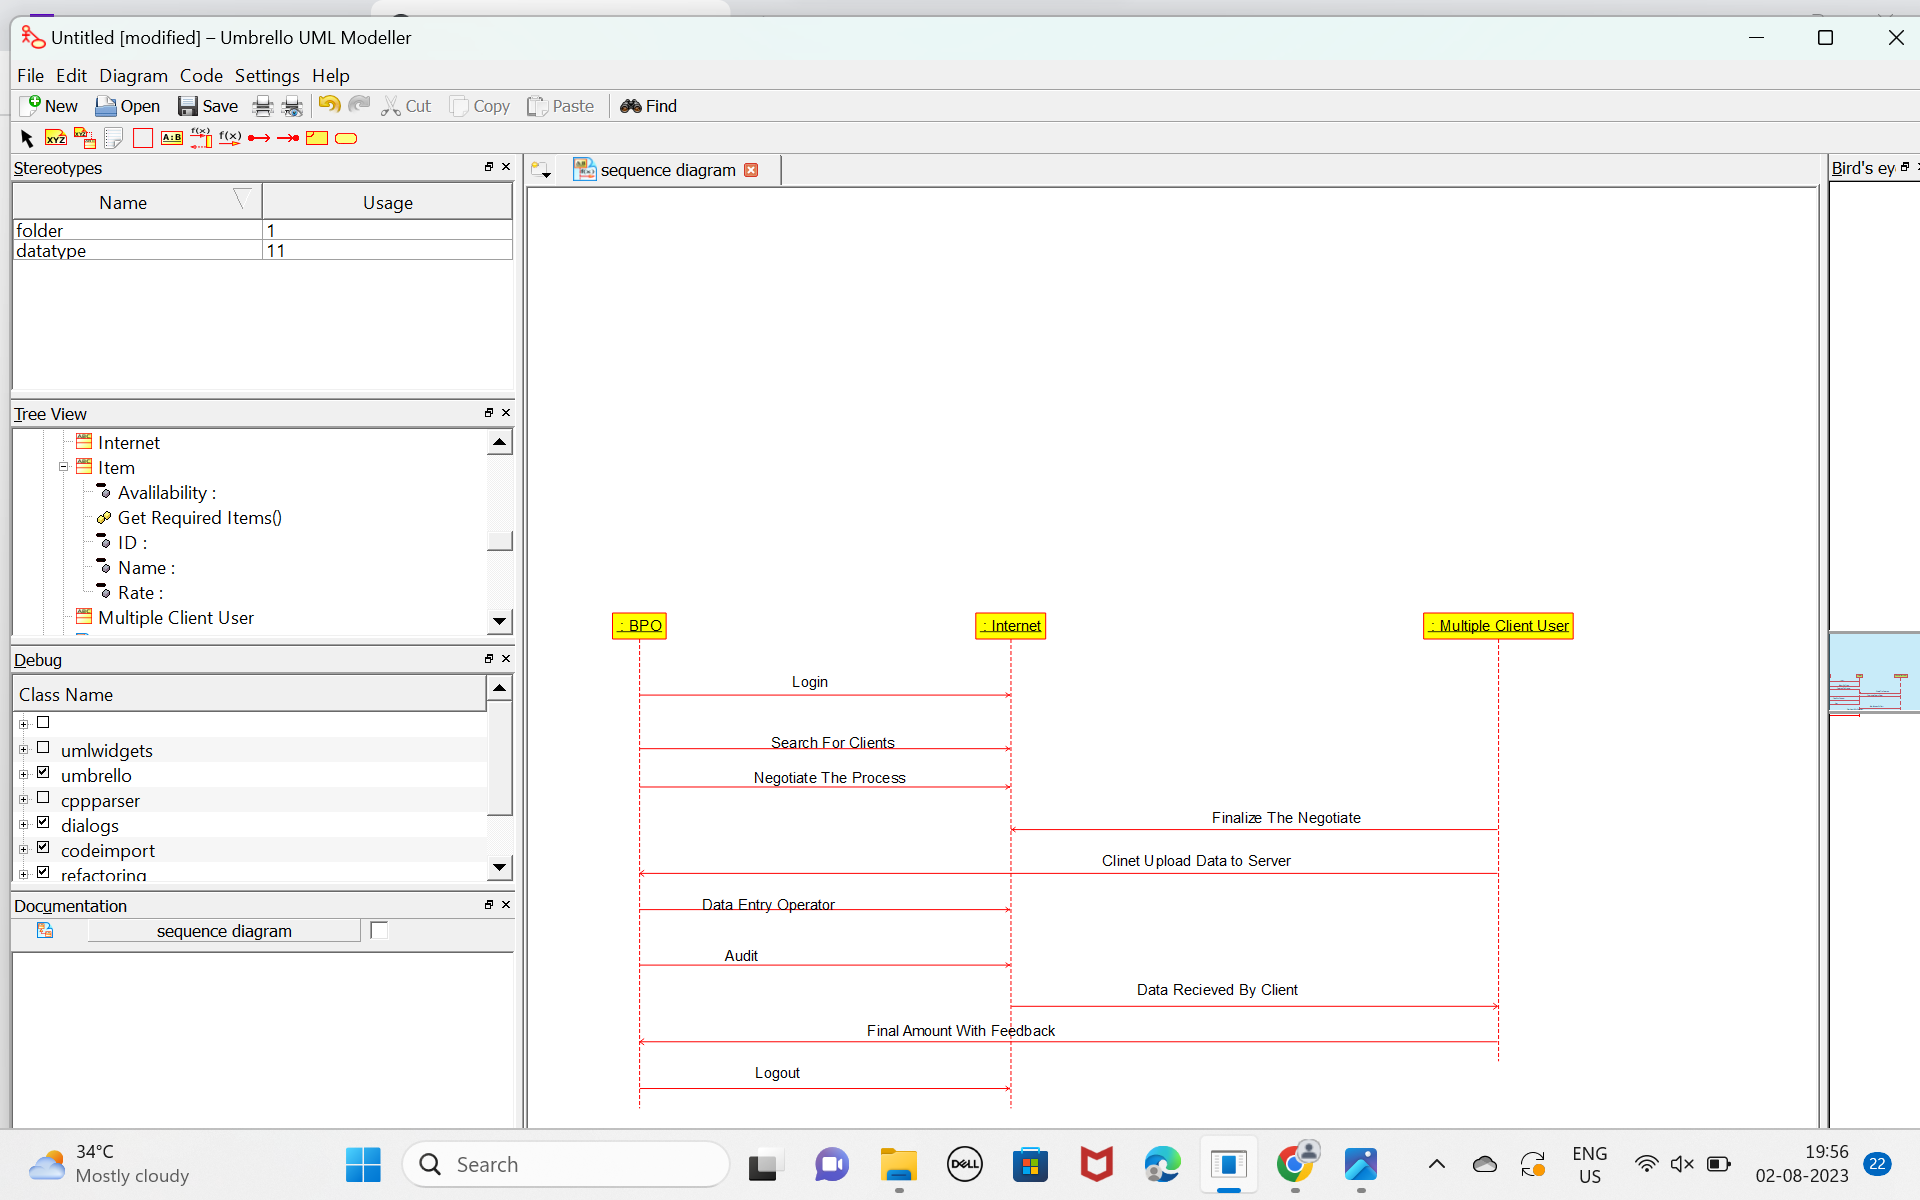 Untitled [modified] – Umbrello UML Modeller
File Edit Diagram Code Settings Help
New Open Save Cut Copy Paste Find
XYZ XYZ A:B f(x) f(x)
Stereotypes
Name Usage
folder 1
datatype 11
Tree View
Internet
Item
Avalilability :
Get Required Items()
ID :
Name :
Rate :
Multiple Client User
Debug
Class Name
umlwidgets
umbrello
cppparser
dialogs
codeimport
refactoring
Documentation
sequence diagram
sequence diagram
Bird's ey
: BPO : Internet : Multiple Client User
Login
Search For Clients
Negotiate The Process
Finalize The Negotiate
Clinet Upload Data to Server
Data Entry Operator
Audit
Data Recieved By Client
Final Amount With Feedback
Logout
34°C
Mostly cloudy
Search
DELL
ENG
US
19:56
02-08-2023
22